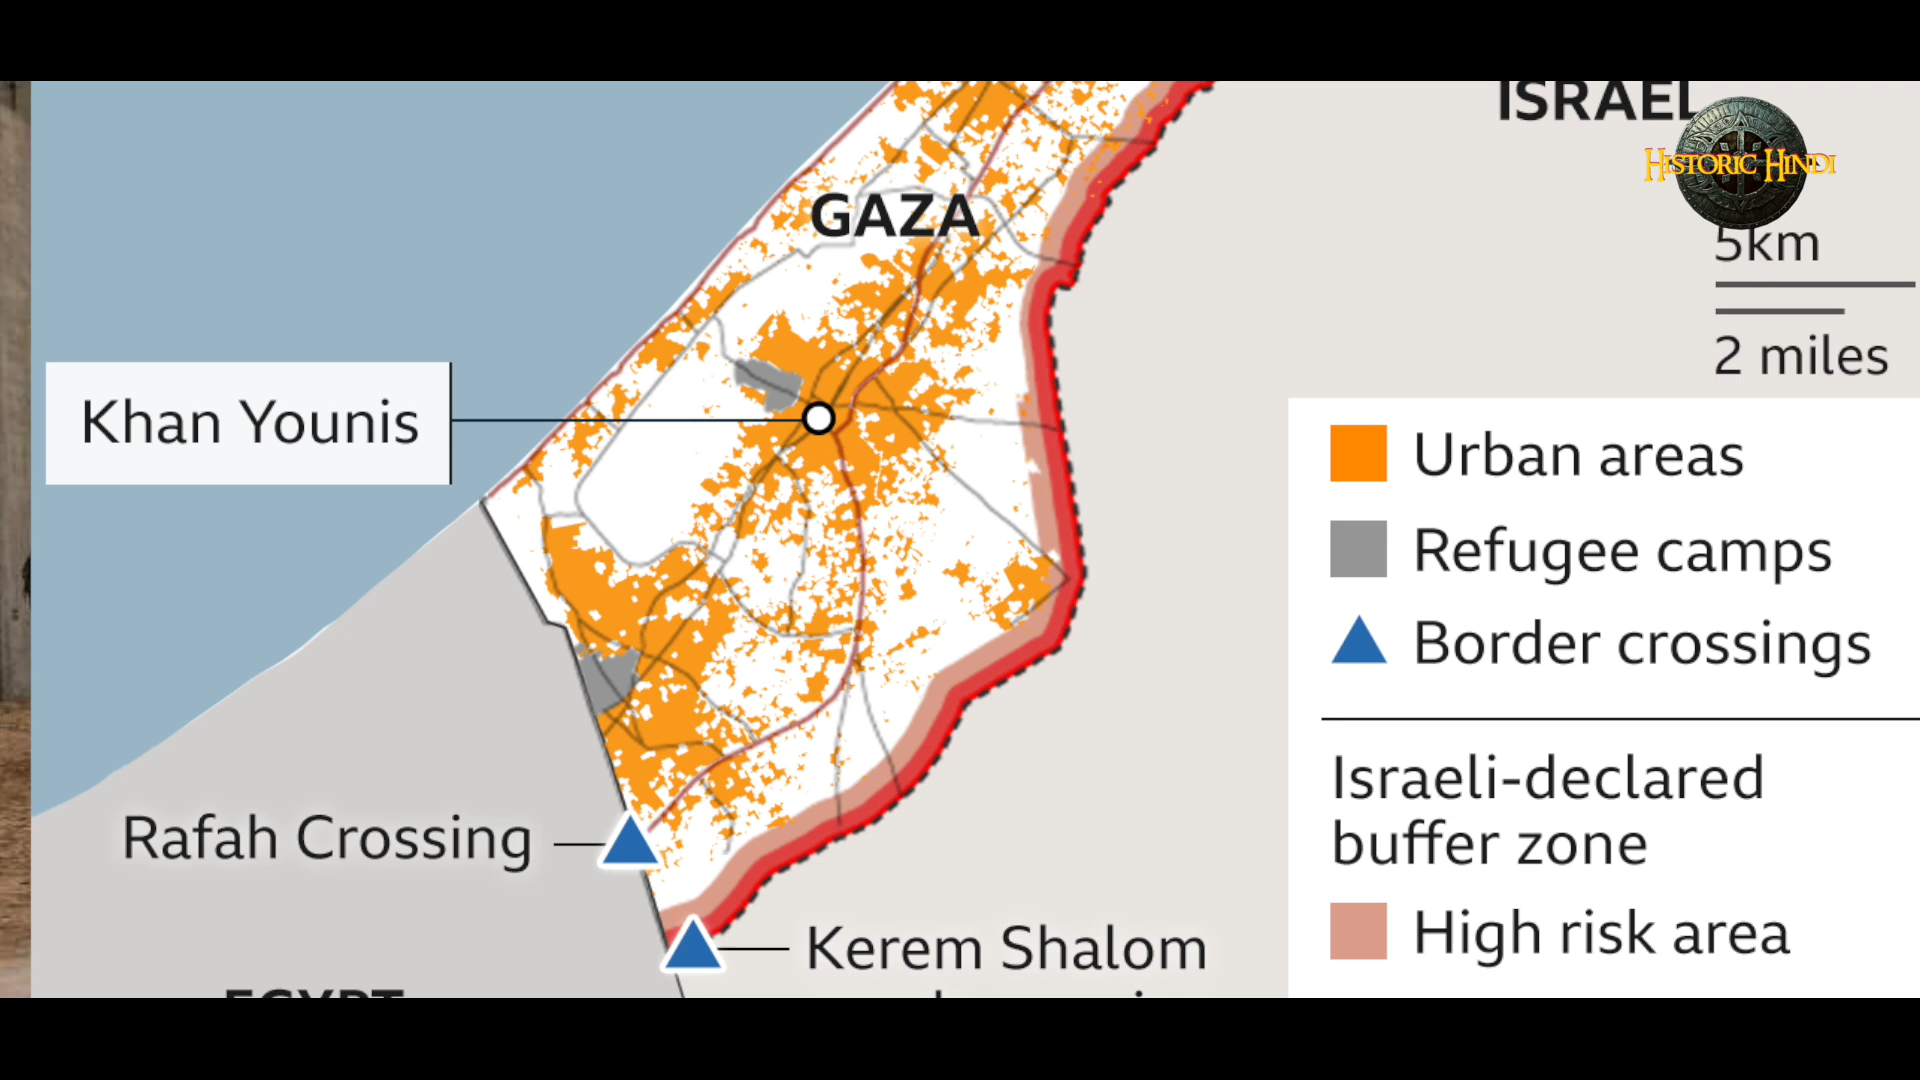 ISRAEL
HISTORIC HINDI
GAZA
5km
2 miles
Khan Younis
Urban areas
Refugee camps
Border crossings
Israeli-declared
buffer zone
High risk area
Rafah Crossing
Kerem Shalom
EGYPT